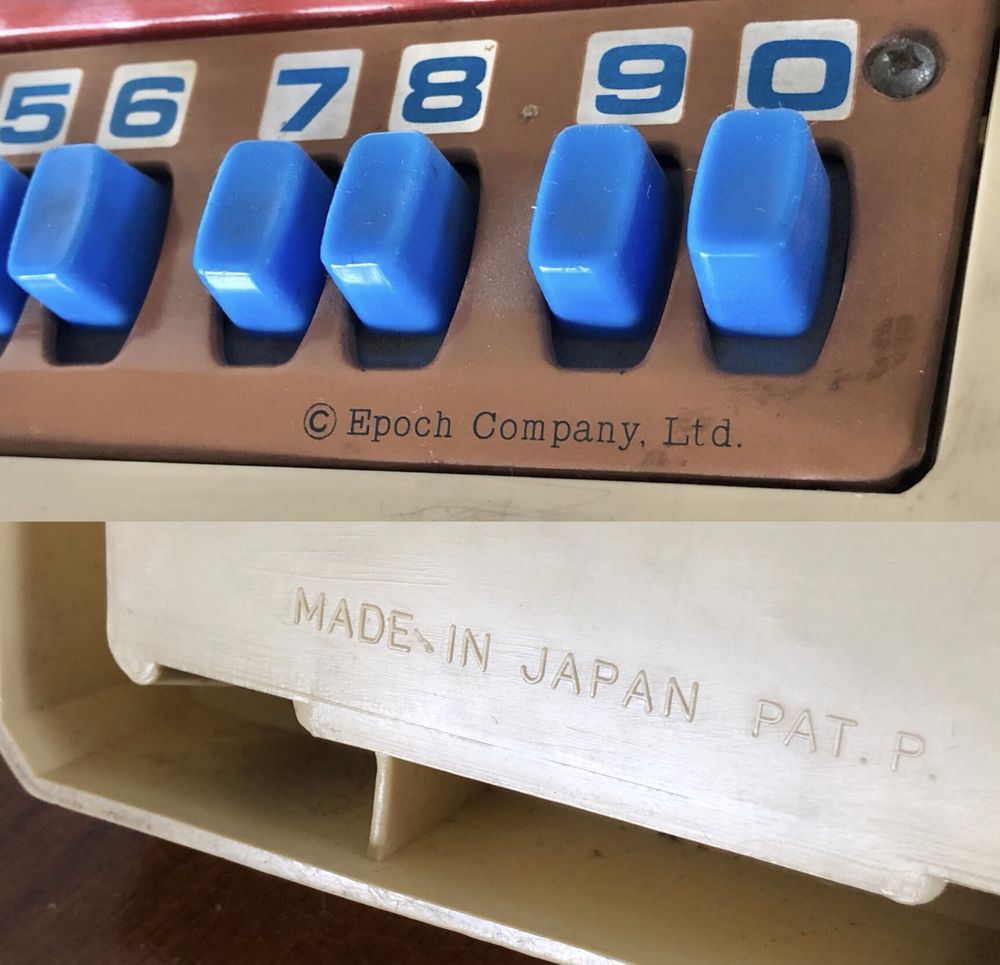 5 6 7 8 9 0
© Epoch Company, Ltd.
MADE IN JAPAN PAT. P.